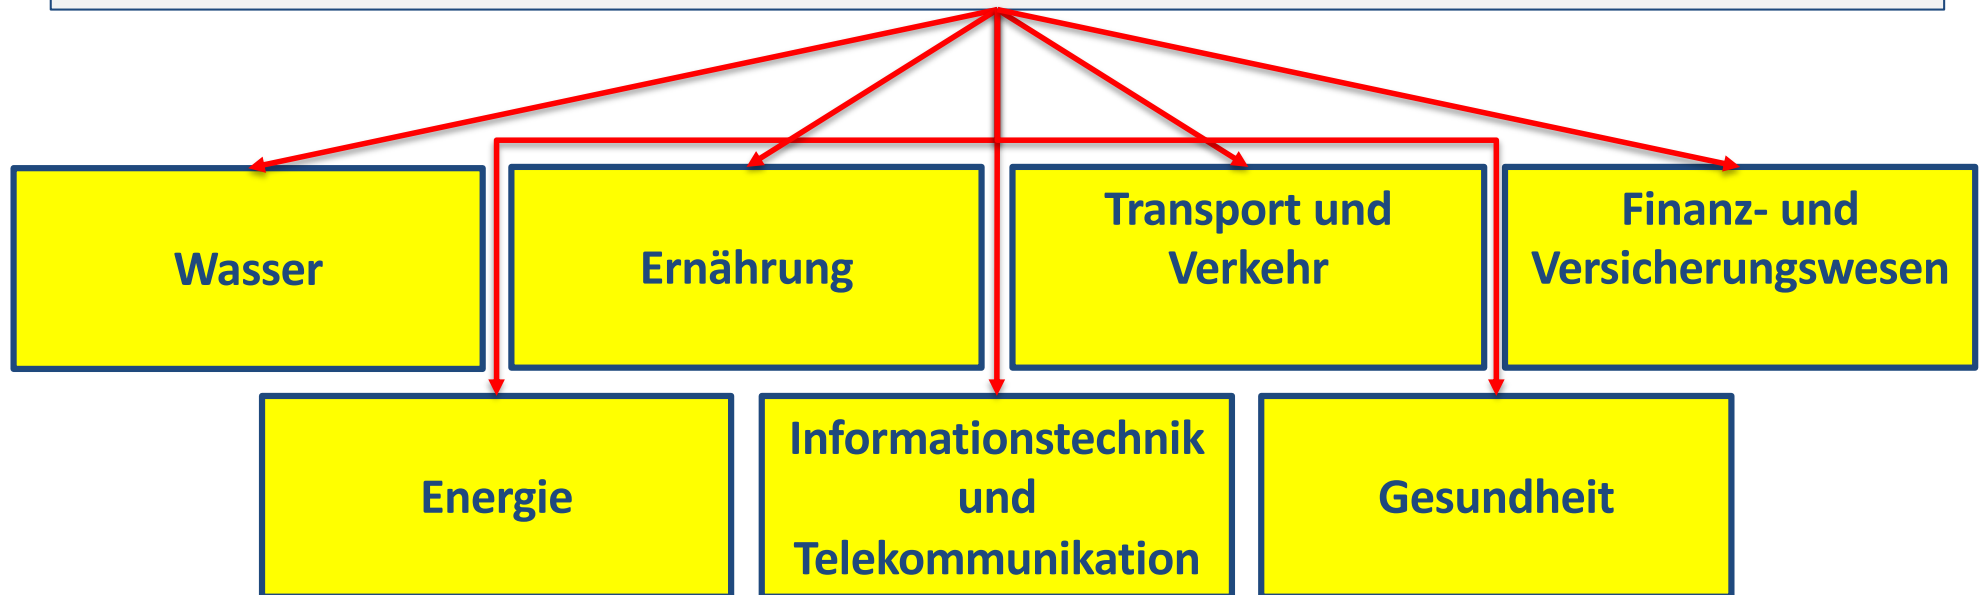 Wasser
Ernährung
Transport und
Verkehr
Finanz- und
Versicherungswesen
Energie
Informationstechnik
und
Telekommunikation
Gesundheit